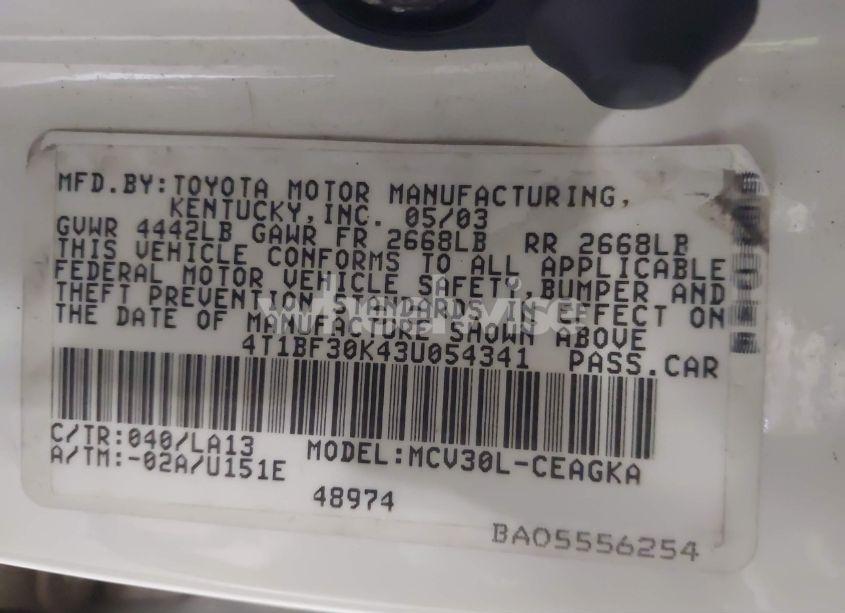 MFD.BY:TOYOTA MOTOR MANUFACTURING,
KENTUCKY,INC. 05/03
GVWR 4442LB GAWR FR 2668LB RR 2668LB
THIS VEHICLE CONFORMS TO ALL APPLICABLE
FEDERAL MOTOR VEHICLE SAFETY,BUMPER AND
THEFT PREVENTION STANDARDS IN EFFECT ON
THE DATE OF MANUFACTURE SHOWN ABOVE
4T1BF30K43U054341 PASS.CAR
C/TR:040/LA13 MODEL:MCV30L-CEAGKA
A/TM:-02A/U151E
48974
BA05556254